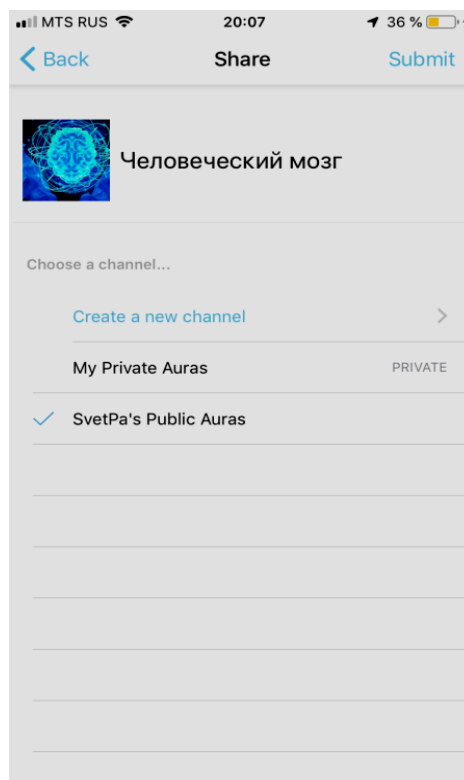 MTS RUS 20:07 36 %
Back Share Submit
Человеческий мозг
Choose a channel...
Create a new channel
My Private Auras PRIVATE
SvetPa's Public Auras